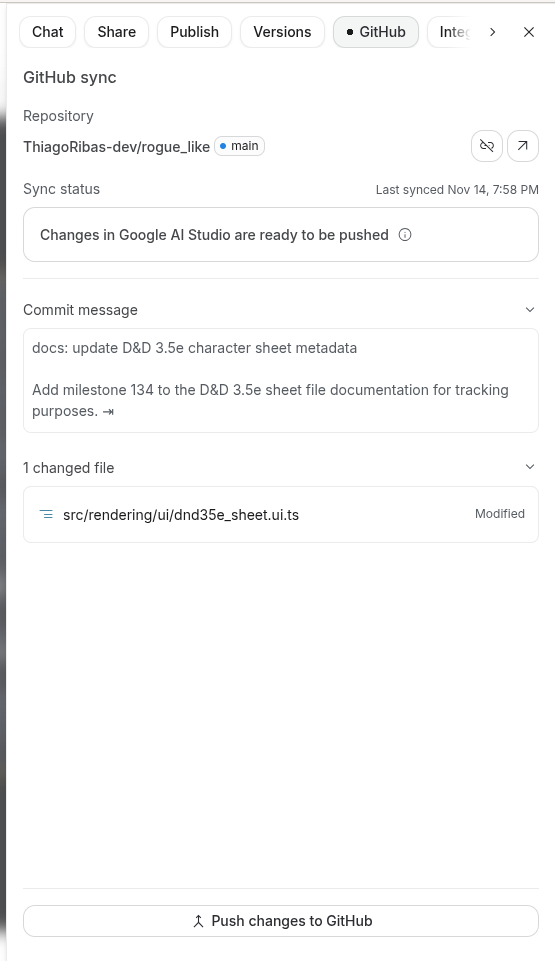 Chat Share Publish Versions GitHub Integ
GitHub sync
Repository
ThiagoRibas-dev/rogue_like main
Sync status Last synced Nov 14, 7:58 PM
Changes in Google AI Studio are ready to be pushed
Commit message
docs: update D&D 3.5e character sheet metadata
Add milestone 134 to the D&D 3.5e sheet file documentation for tracking
purposes. ⇥
1 changed file
src/rendering/ui/dnd35e_sheet.ui.ts Modified
Push changes to GitHub